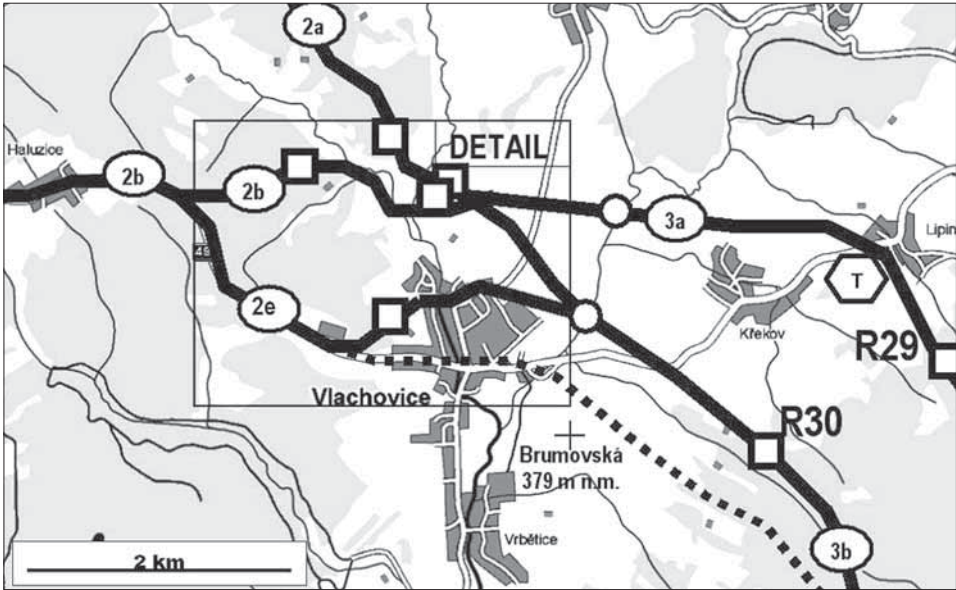 2a
DETAIL
Haluzice
2b
2b
3a
Lipin
T
2e
Křekov
R29
Vlachovice
R30
Brumovská
379 m n.m.
Vrbětice
3b
2 km